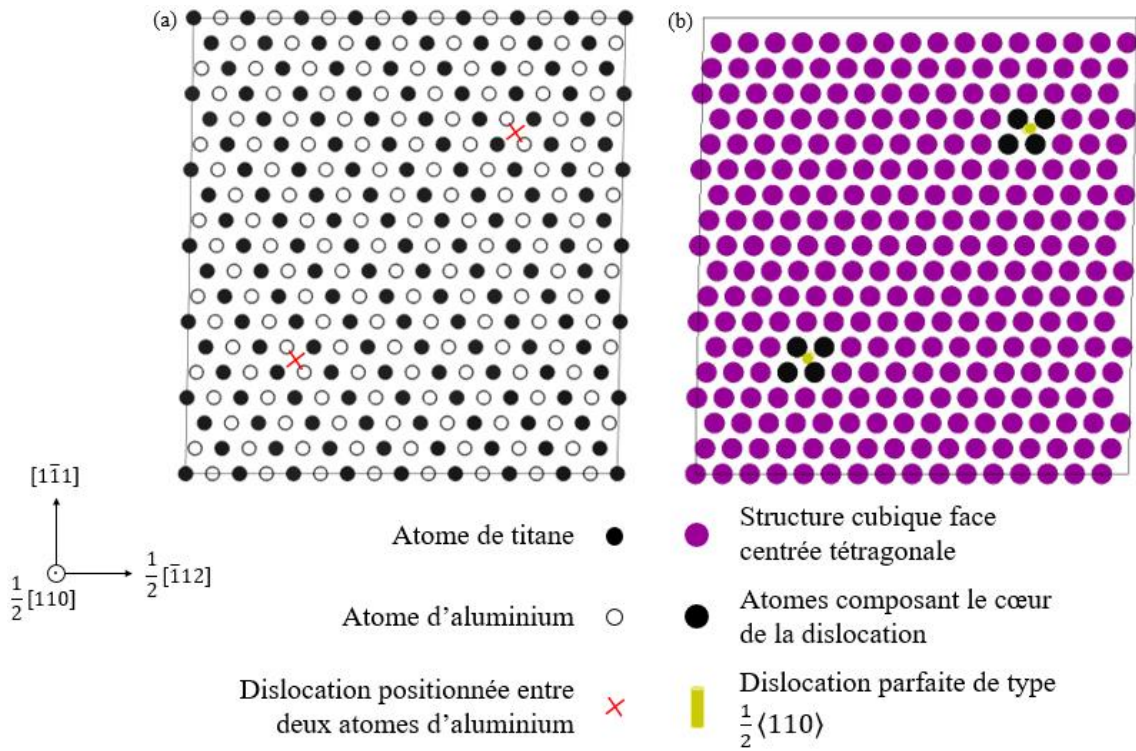 (a)
(b)
[11̄1]
½[1̄12]
½[110]
Atome de titane
Atome d'aluminium
Dislocation positionnée entre
deux atomes d'aluminium
Structure cubique face
centrée tétragonale
Atomes composant le cœur
de la dislocation
Dislocation parfaite de type
½⟨110⟩